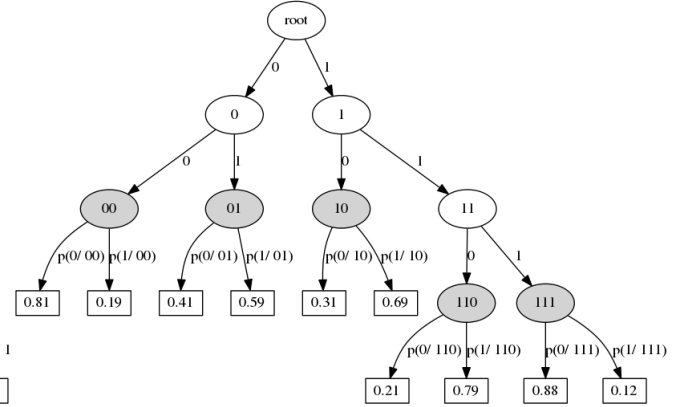 root
0 1
0 1
0 1 0 1
00 01 10 11
p(0/ 00) p(1/ 00) p(0/ 01) p(1/ 01) p(0/ 10) p(1/ 10) 0 1
0.81 0.19 0.41 0.59 0.31 0.69 110 111
1 p(0/ 110) p(1/ 110) p(0/ 111) p(1/ 111)
0.21 0.79 0.88 0.12